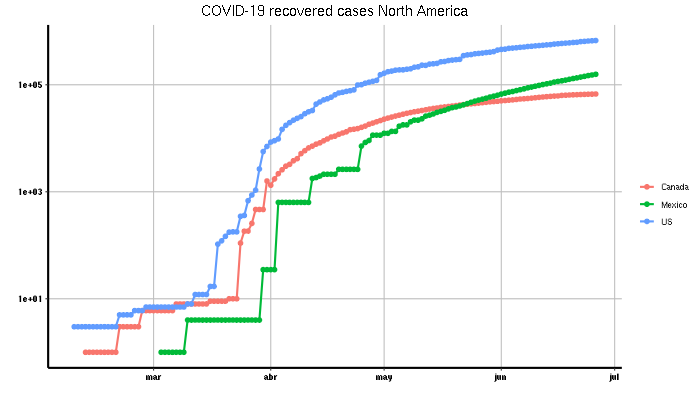 COVID-19 recovered cases North America
1e+05
1e+03
1e+01
mar
abr
may
jun
jul
Canada
Mexico
US